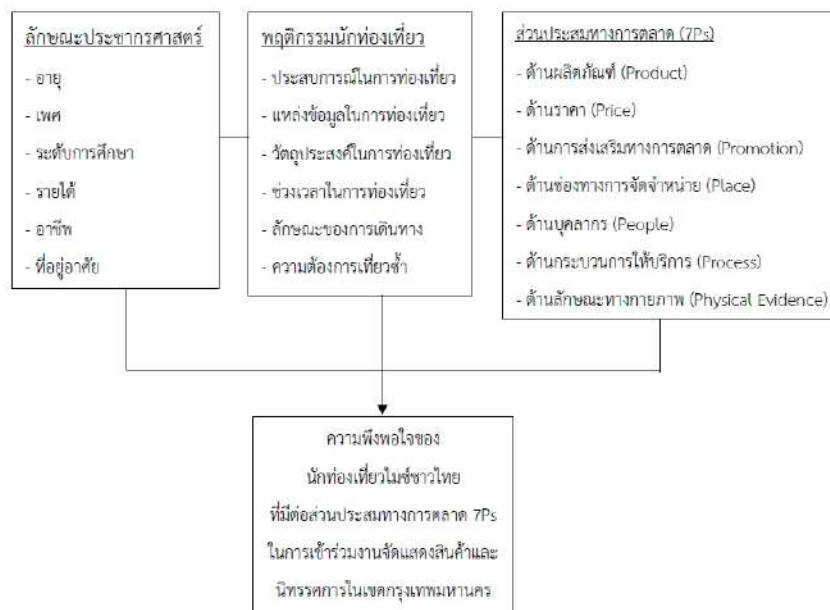 ลักษณะประชากรศาสตร์
- อายุ
- เพศ
- ระดับการศึกษา
- รายได้
- อาชีพ
- ที่อยู่อาศัย
พฤติกรรมนักท่องเที่ยว
- ประสบการณ์ในการท่องเที่ยว
- แหล่งข้อมูลในการท่องเที่ยว
- วัตถุประสงค์ในการท่องเที่ยว
- ช่วงเวลาในการท่องเที่ยว
- ลักษณะของการเดินทาง
- ความต้องการเที่ยวซ้ำ
ส่วนประสมทางการตลาด (7Ps)
- ด้านผลิตภัณฑ์ (Product)
- ด้านราคา (Price)
- ด้านการส่งเสริมทางการตลาด (Promotion)
- ด้านช่องทางการจัดจำหน่าย (Place)
- ด้านบุคลากร (People)
- ด้านกระบวนการให้บริการ (Process)
- ด้านลักษณะทางกายภาพ (Physical Evidence)
ความพึงพอใจของ
นักท่องเที่ยวไมซ์ชาวไทย
ที่มีต่อส่วนประสมทางการตลาด 7Ps
ในการเข้าร่วมงานจัดแสดงสินค้าและ
นิทรรศการในเขตกรุงเทพมหานคร